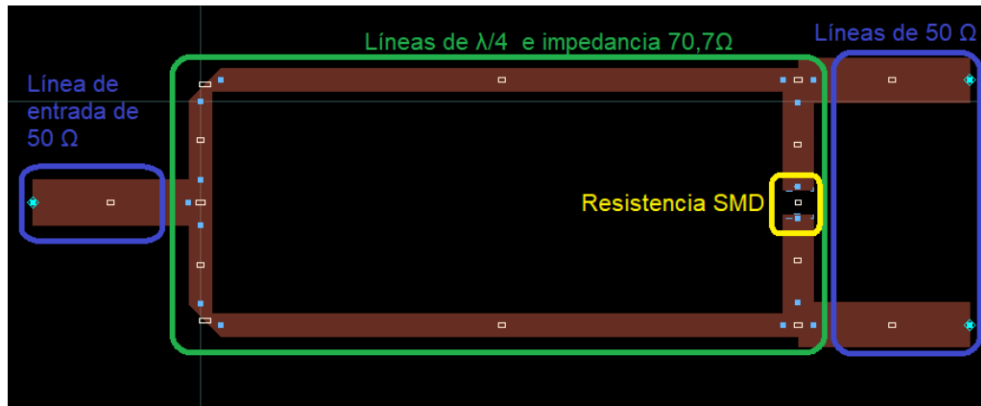 Líneas de λ/4 e impedancia 70,7Ω
Líneas de 50 Ω
Línea de
entrada de
50 Ω
Resistencia SMD